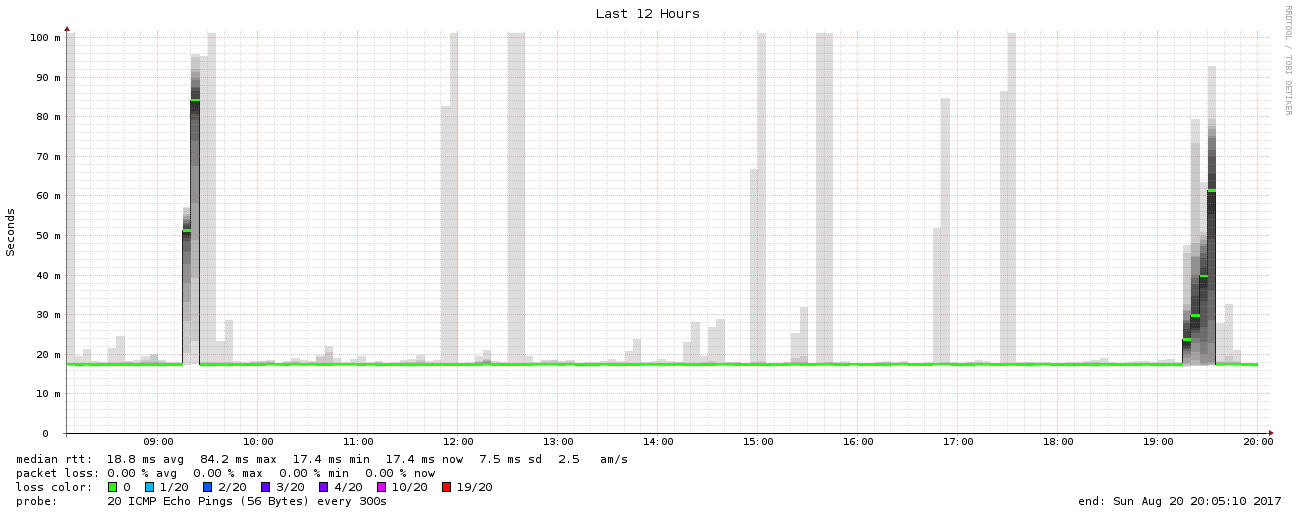 Last 12 Hours
RRDTOOL / TOBI OETIKER
Seconds
100 m
90 m
80 m
70 m
60 m
50 m
40 m
30 m
20 m
10 m
0
09:00 10:00 11:00 12:00 13:00 14:00 15:00 16:00 17:00 18:00 19:00 20:00
median rtt: 18.8 ms avg 84.2 ms max 17.4 ms min 17.4 ms now 7.5 ms sd 2.5 am/s
packet loss: 0.00 % avg 0.00 % max 0.00 % min 0.00 % now
loss color: 0 1/20 2/20 3/20 4/20 10/20 19/20
probe: 20 ICMP Echo Pings (56 Bytes) every 300s end: Sun Aug 20 20:05:10 2017